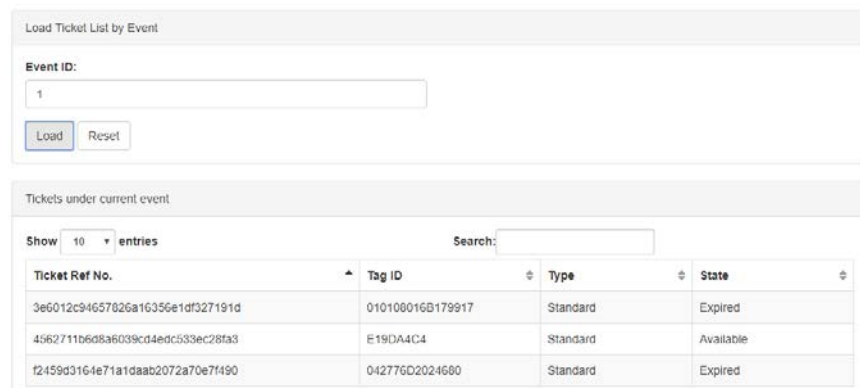 Load Ticket List by Event
Event ID:
1
Load Reset
Tickets under current event
Show 10 entries Search:
Ticket Ref No. Tag ID Type State
3e6012c94657826a16356e1df327191d 010108016B179917 Standard Expired
4562711b6d8a6039cd4edc533ec28fa3 E19DA4C4 Standard Available
f2459d3164e71a1daab2072a70e7f490 042776D2024680 Standard Expired